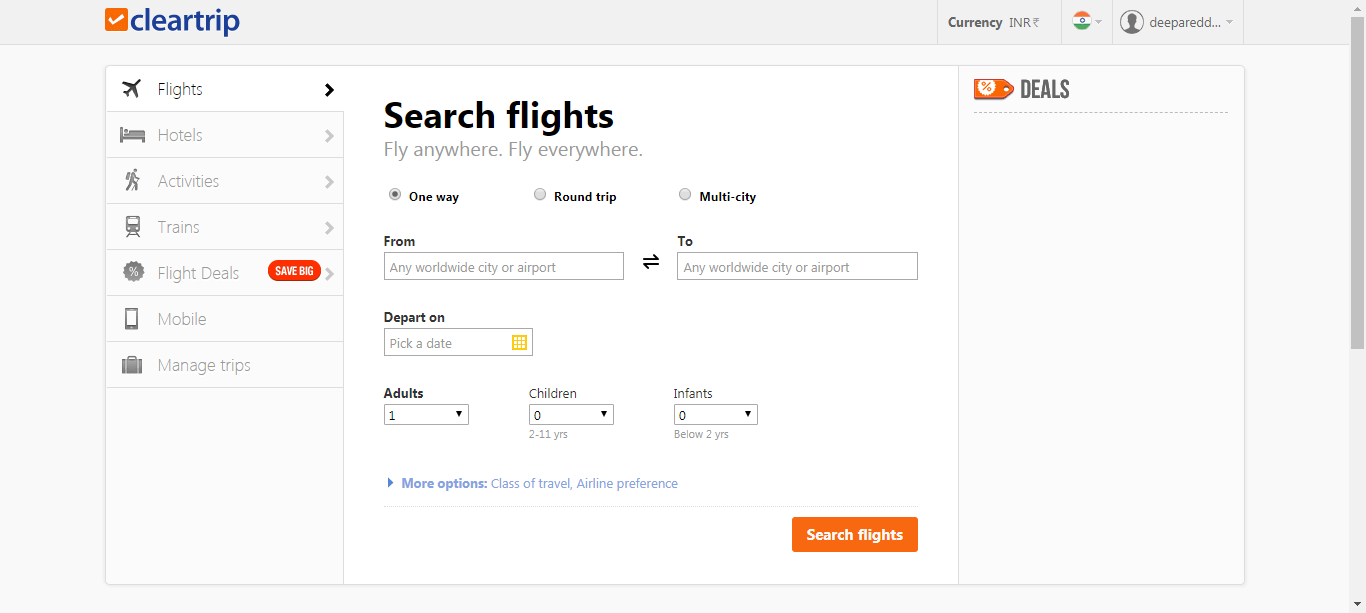 cleartrip
Currency INR ₹
deeparedd...
Flights
Hotels
Activities
Trains
Flight Deals SAVE BIG
Mobile
Manage trips
Search flights
Fly anywhere. Fly everywhere.
One way Round trip Multi-city
From To
Any worldwide city or airport Any worldwide city or airport
Depart on
Pick a date
Adults Children Infants
1 0 0
2-11 yrs Below 2 yrs
More options: Class of travel, Airline preference
Search flights
% DEALS